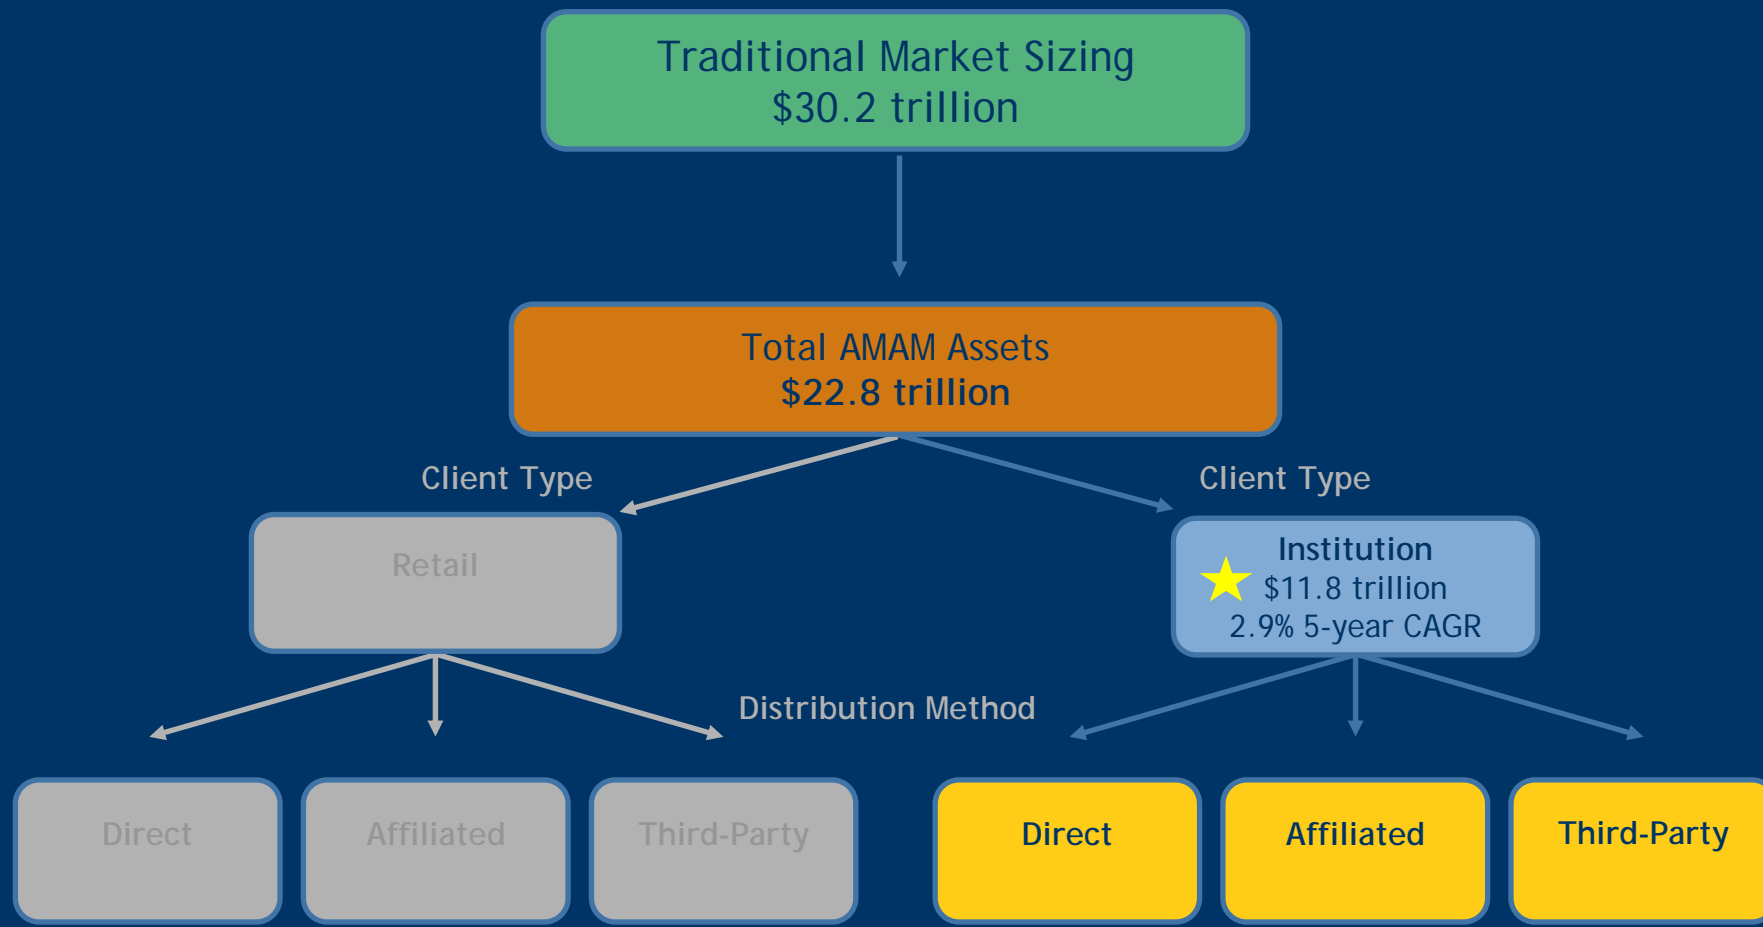 Traditional Market Sizing
$30.2 trillion
Total AMAM Assets
$22.8 trillion
Client Type
Client Type
Retail
Institution
$11.8 trillion
2.9% 5-year CAGR
Distribution Method
Direct
Affiliated
Third-Party
Direct
Affiliated
Third-Party